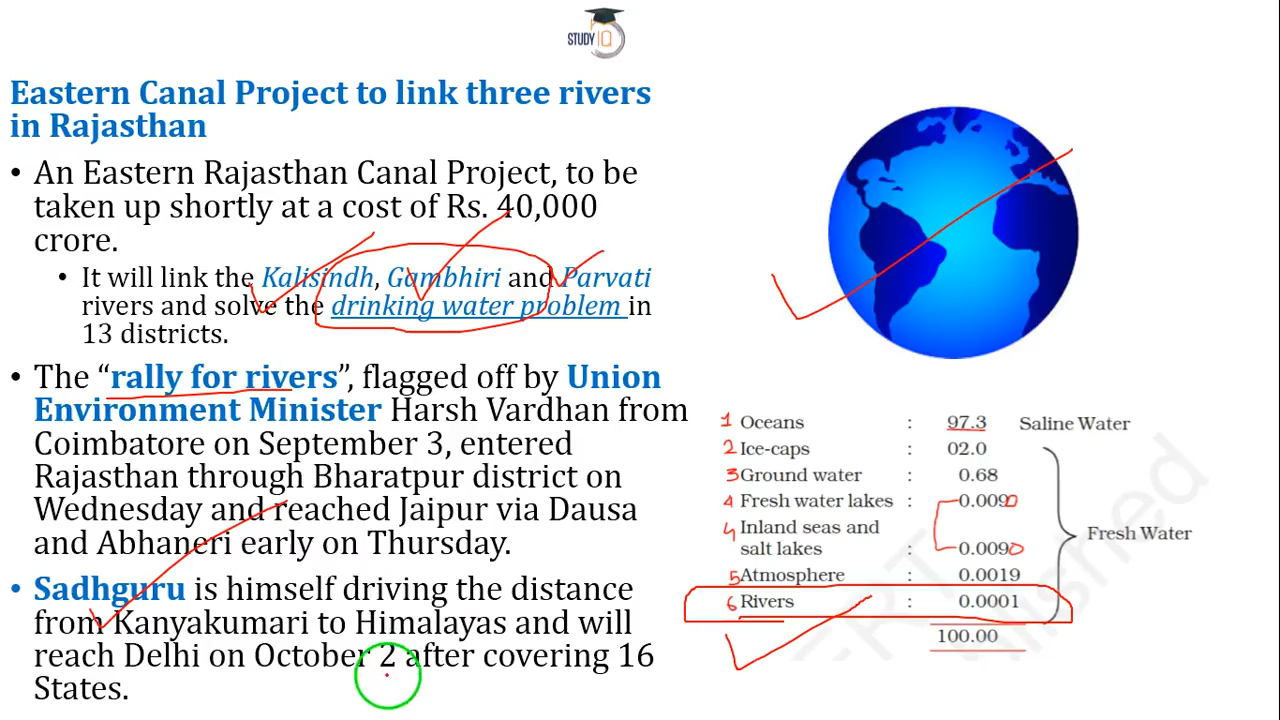 STUDY IQ
Eastern Canal Project to link three rivers
in Rajasthan
• An Eastern Rajasthan Canal Project, to be
taken up shortly at a cost of Rs. 40,000
crore.
• It will link the Kalisindh, Gambhiri and Parvati
rivers and solve the drinking water problem in
13 districts.
• The “rally for rivers”, flagged off by Union
Environment Minister Harsh Vardhan from
Coimbatore on September 3, entered
Rajasthan through Bharatpur district on
Wednesday and reached Jaipur via Dausa
and Abhaneri early on Thursday.
• Sadhguru is himself driving the distance
from Kanyakumari to Himalayas and will
reach Delhi on October 2 after covering 16
States.
1 Oceans : 97.3 Saline Water
2 Ice-caps : 02.0
3 Ground water : 0.68
4 Fresh water lakes : 0.0090
4 Inland seas and
salt lakes : 0.0090
Fresh Water
5 Atmosphere : 0.0019
6 Rivers : 0.0001
100.00